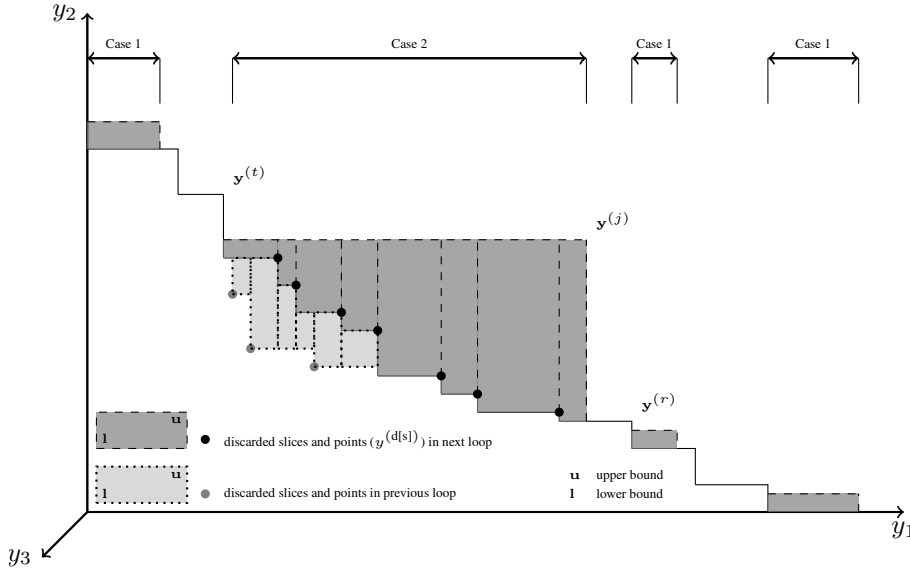 y₂
Case 1 Case 2 Case 1 Case 1
y⁽ᵗ⁾
y⁽ʲ⁾
y⁽ʳ⁾
u
l
discarded slices and points (y^(d[s])) in next loop
u
l
discarded slices and points in previous loop
u upper bound
l lower bound
y₁
y₃